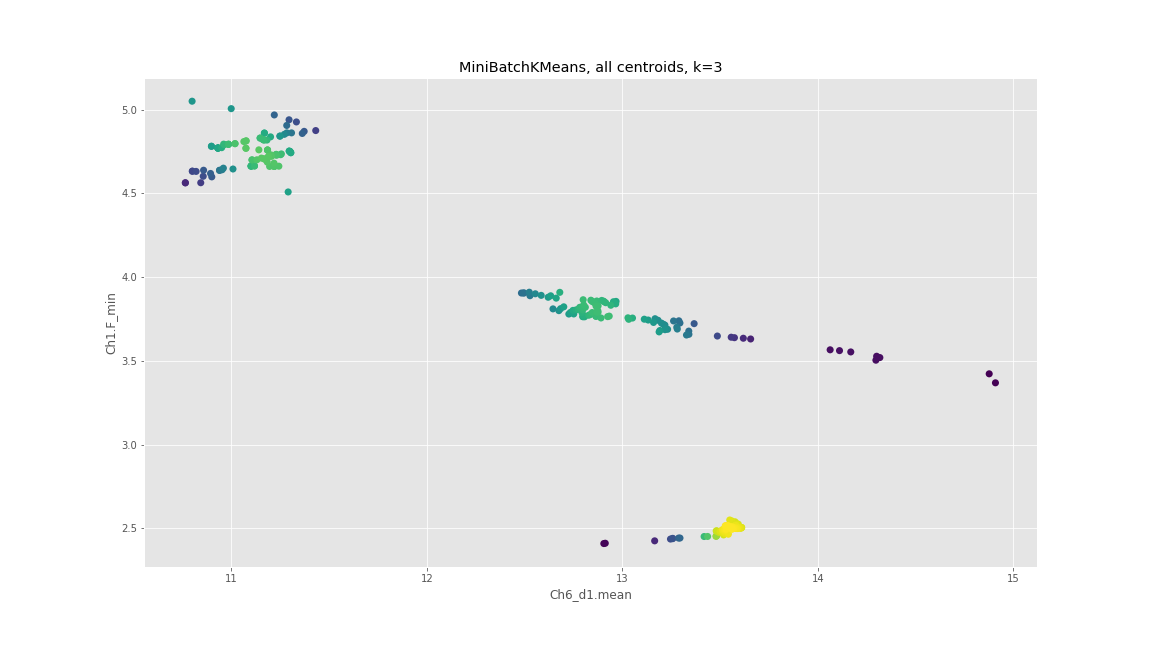 MiniBatchKMeans, all centroids, k=3
5.0
4.5
4.0
3.5
3.0
2.5
Ch1.F_min
11 12 13 14 15
Ch6_d1.mean